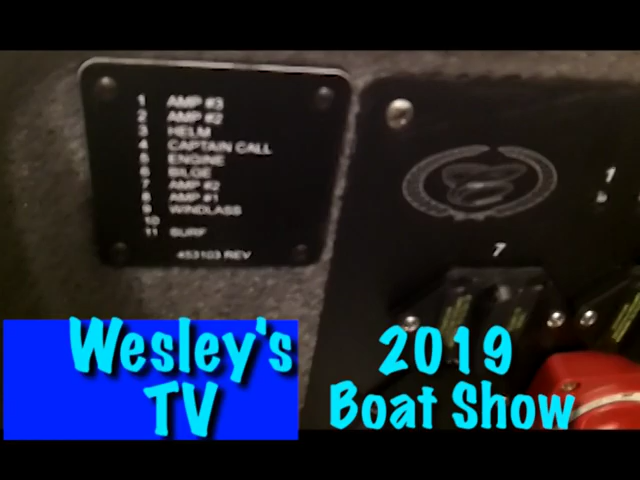 1 AMP #3
2 AMP #2
3 HELM
4 CAPTAIN CALL
5 ENGINE
6 BILGE
7 AMP #2
8 AMP #1
9 WINDLASS
10
11 SURF
453103 REV
1
7
Wesley's
TV
2019
Boat Show